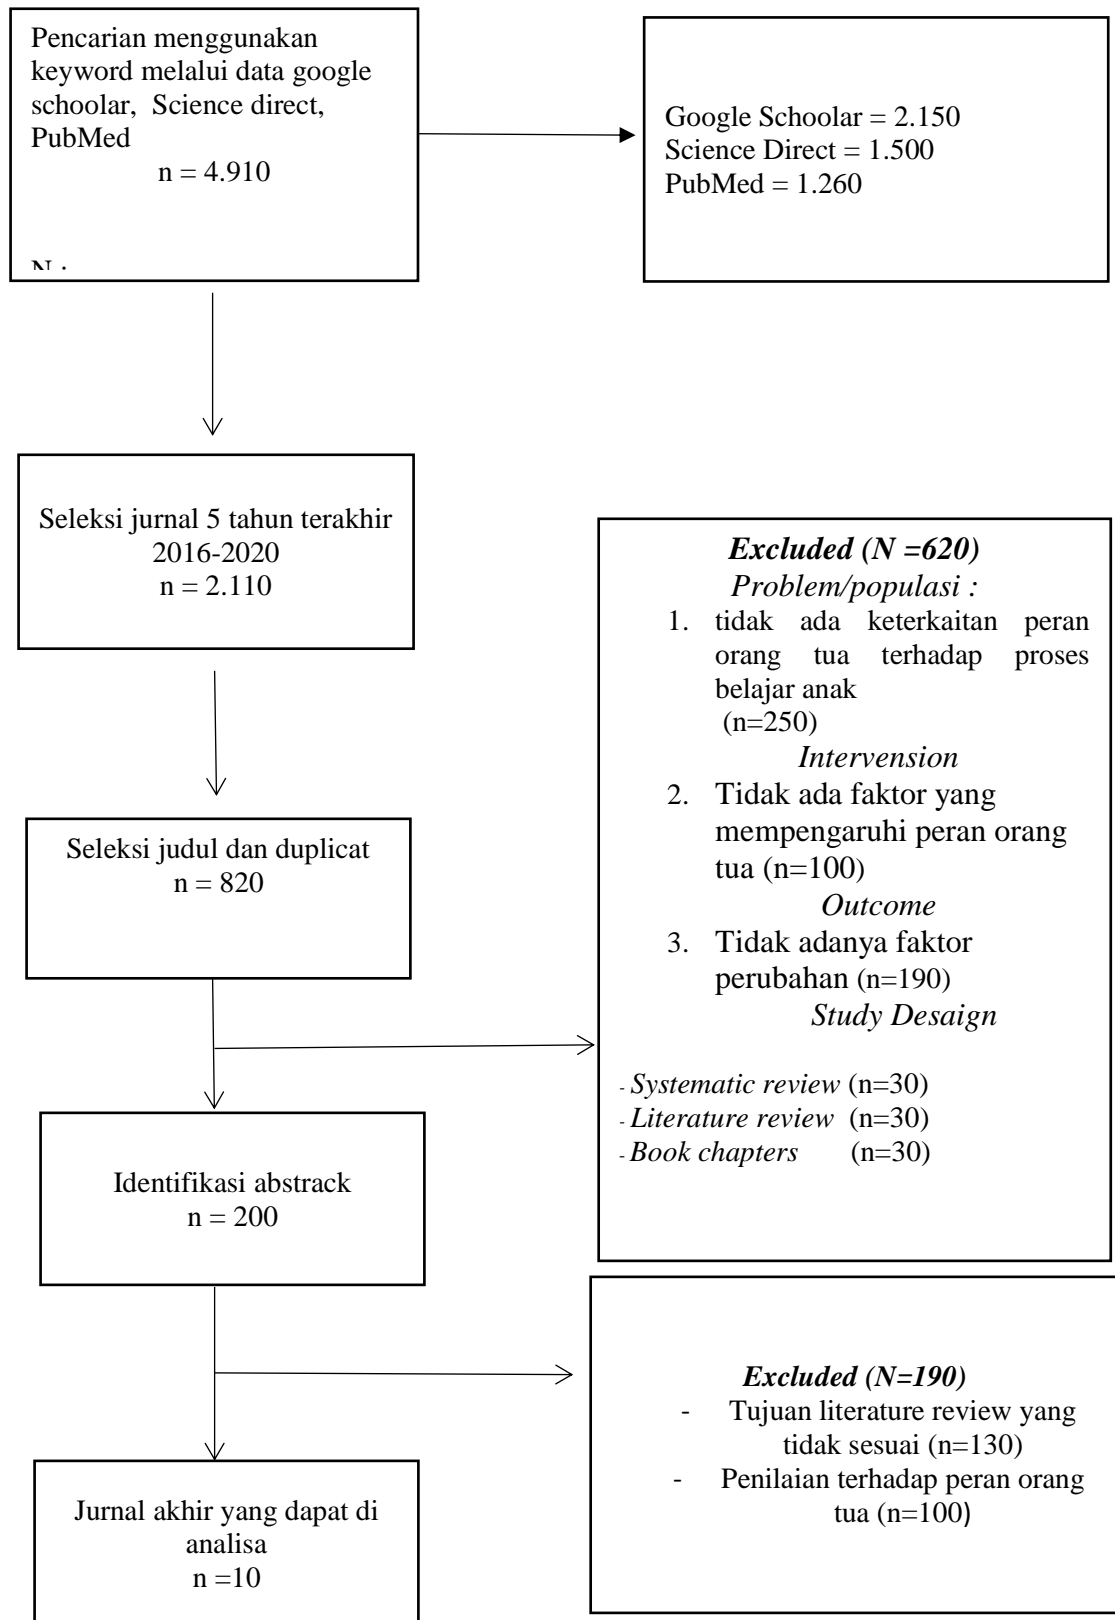 Pencarian menggunakan
keyword melalui data google
schoolar, Science direct,
PubMed
n = 4.910
Google Schoolar = 2.150
Science Direct = 1.500
PubMed = 1.260
Seleksi jurnal 5 tahun terakhir
2016-2020
n = 2.110
Seleksi judul dan duplicat
n = 820
Excluded (N =620)
Problem/populasi :
1. tidak ada keterkaitan peran
orang tua terhadap proses
belajar anak
(n=250)
Intervension
2. Tidak ada faktor yang
mempengaruhi peran orang
tua (n=100)
Outcome
3. Tidak adanya faktor
perubahan (n=190)
Study Desaign
- Systematic review (n=30)
- Literature review (n=30)
- Book chapters (n=30)
Identifikasi abstrack
n = 200
Excluded (N=190)
- Tujuan literature review yang
tidak sesuai (n=130)
- Penilaian terhadap peran orang
tua (n=100)
Jurnal akhir yang dapat di
analisa
n =10